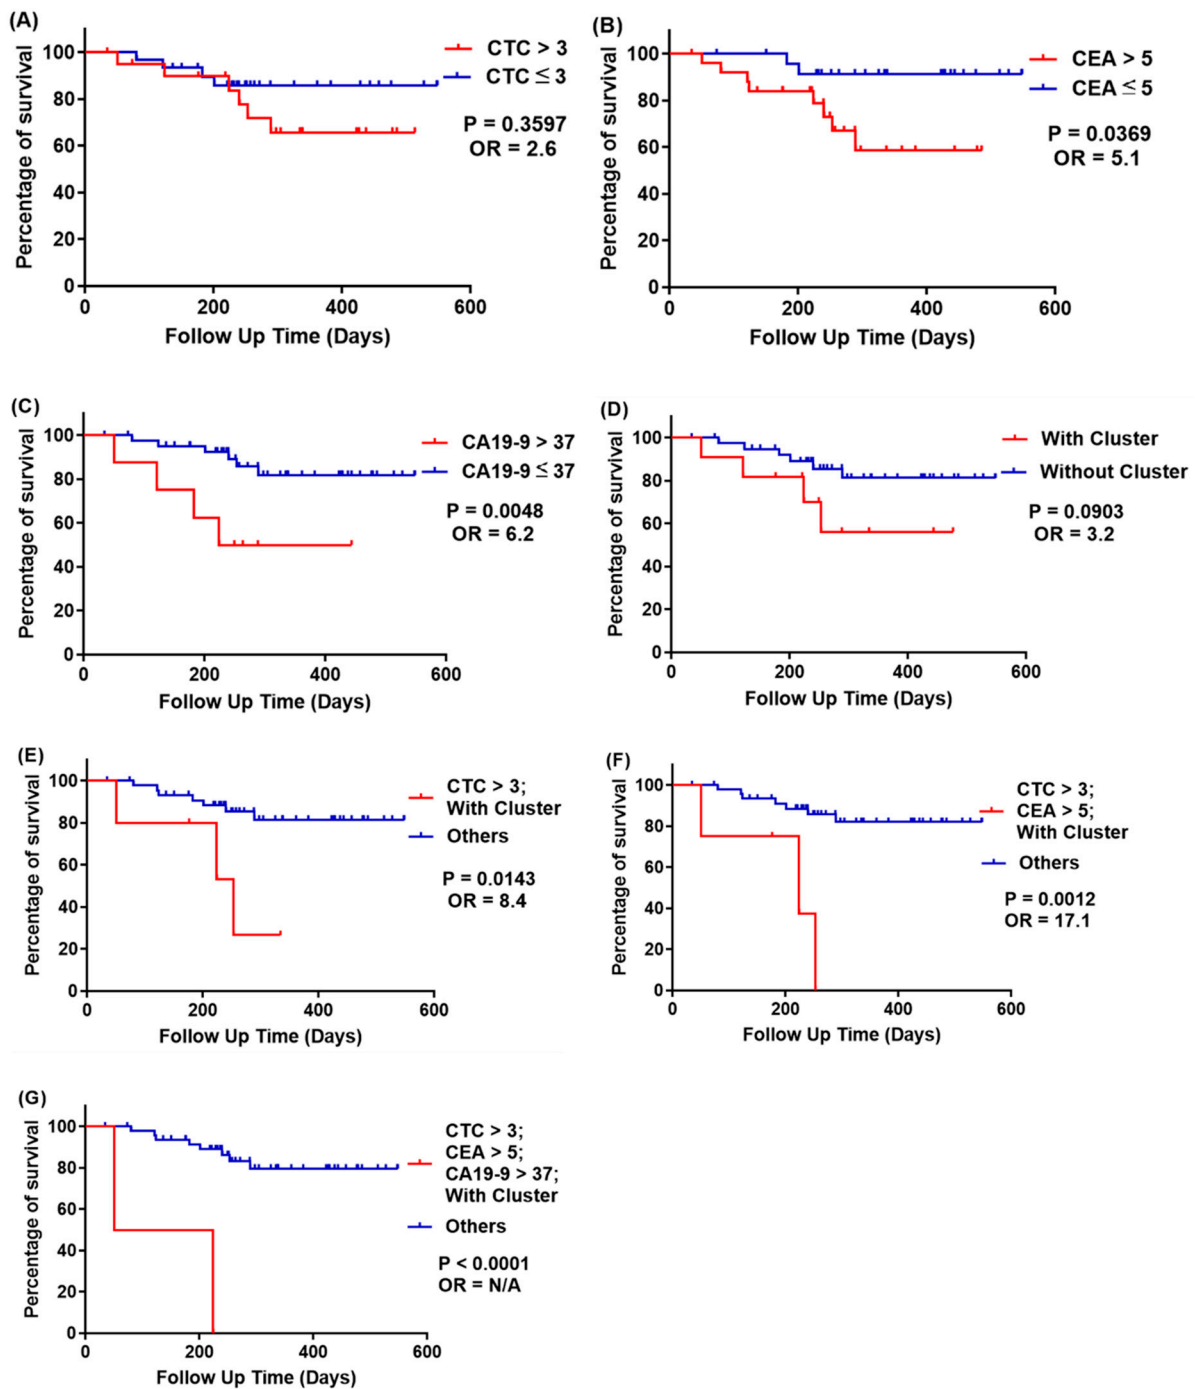 (A)
Percentage of survival
100
80
60
40
20
0
0 200 400 600
Follow Up Time (Days)
CTC > 3
CTC ≤ 3
P = 0.3597
OR = 2.6
(B)
Percentage of survival
100
80
60
40
20
0
0 200 400 600
Follow Up Time (Days)
CEA > 5
CEA ≤ 5
P = 0.0369
OR = 5.1
(C)
Percentage of survival
100
80
60
40
20
0
0 200 400 600
Follow Up Time (Days)
CA19-9 > 37
CA19-9 ≤ 37
P = 0.0048
OR = 6.2
(D)
Percentage of survival
100
80
60
40
20
0
0 200 400 600
Follow Up Time (Days)
With Cluster
Without Cluster
P = 0.0903
OR = 3.2
(E)
Percentage of survival
100
80
60
40
20
0
0 200 400 600
Follow Up Time (Days)
CTC > 3;
With Cluster
Others
P = 0.0143
OR = 8.4
(F)
Percentage of survival
100
80
60
40
20
0
0 200 400 600
Follow Up Time (Days)
CTC > 3;
CEA > 5;
With Cluster
Others
P = 0.0012
OR = 17.1
(G)
Percentage of survival
100
80
60
40
20
0
0 200 400 600
Follow Up Time (Days)
CTC > 3;
CEA > 5;
CA19-9 > 37;
With Cluster
Others
P < 0.0001
OR = N/A